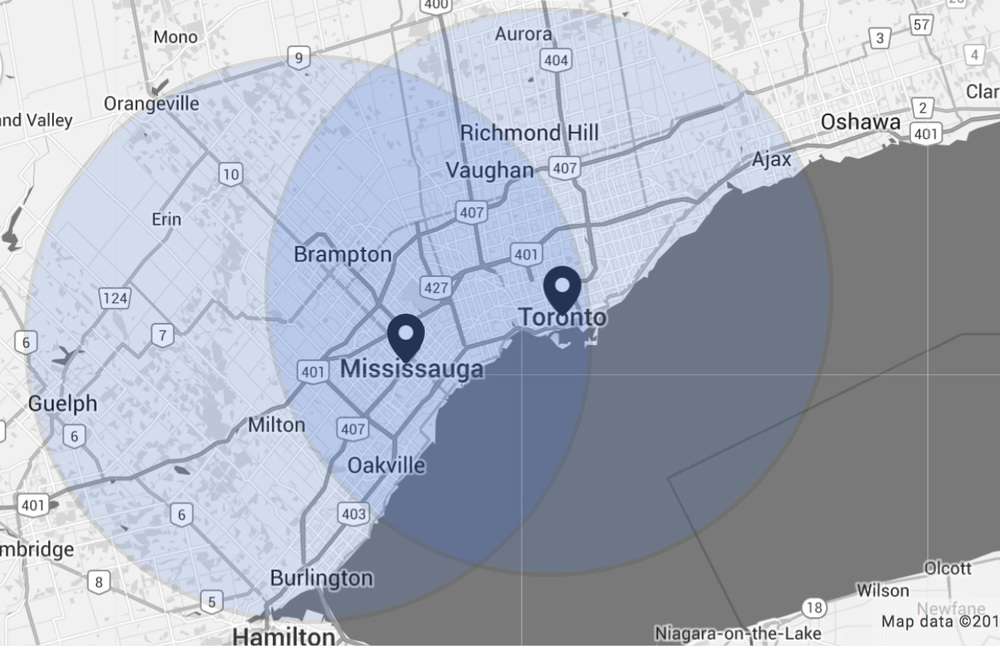 400
Mono
Aurora
57
3
9
404
4
Orangeville
2
Clar
nd Valley
Oshawa
401
Richmond Hill
Ajax
Vaughan
407
10
407
Erin
Brampton
401
427
124
Toronto
7
6
Mississauga
401
Guelph
Milton
407
6
Oakville
401
6
403
mbridge
Olcott
8
Burlington
Wilson
5
18
Newfane
Map data ©201
Hamilton
Niagara-on-the-Lake